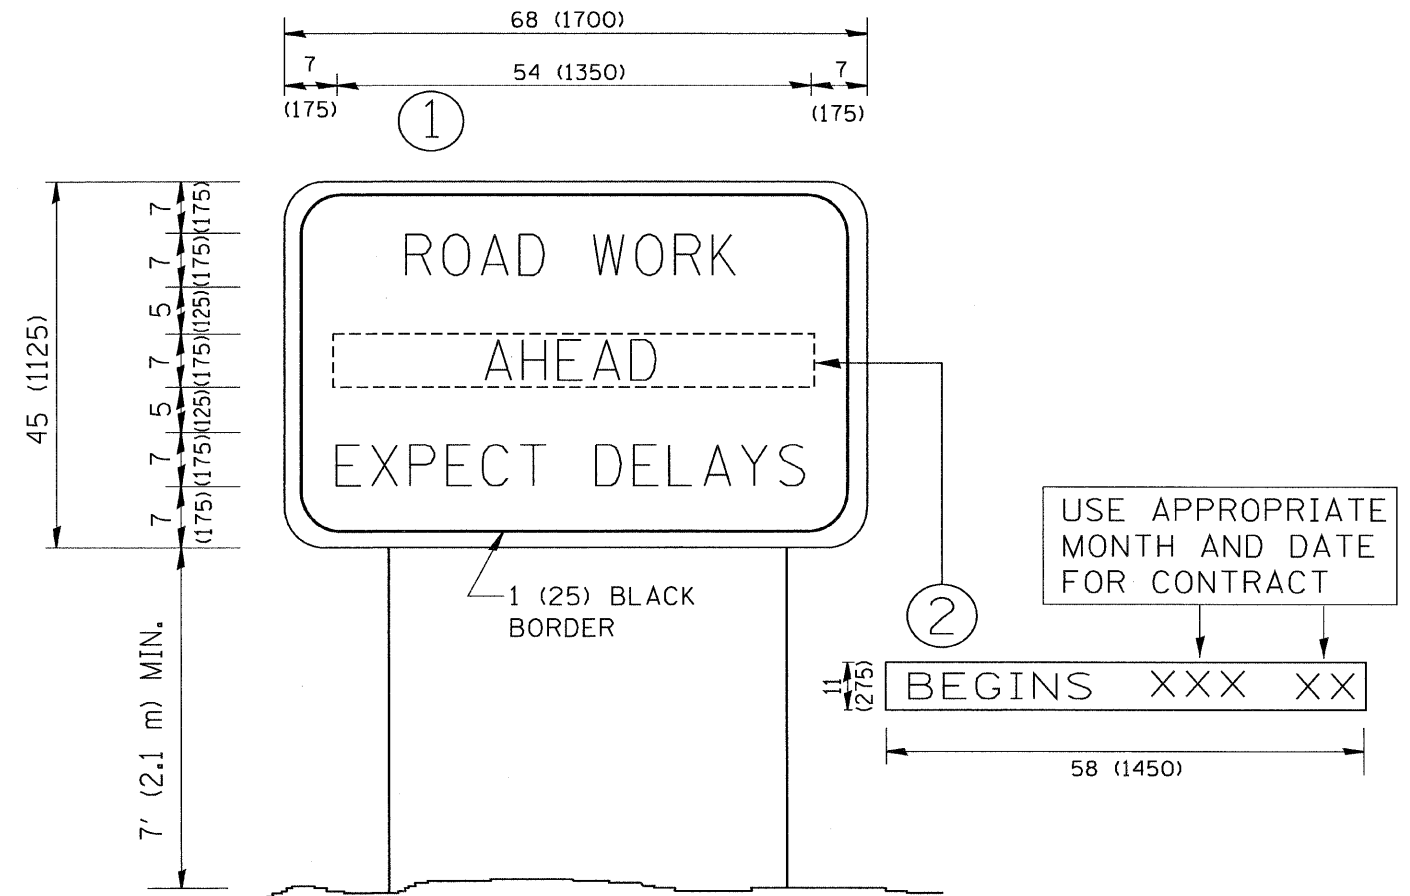 68 (1700)
7
54 (1350)
7
(175)
(175)
1
7
(175)
7
(175)
5
(125)
7
(175)
5
(125)
7
(175)
7
(175)
45 (1125)
ROAD WORK
AHEAD
EXPECT DELAYS
1 (25) BLACK
BORDER
7' (2.1 m) MIN.
USE APPROPRIATE
MONTH AND DATE
FOR CONTRACT
2
11
(275)
BEGINS XXX XX
58 (1450)